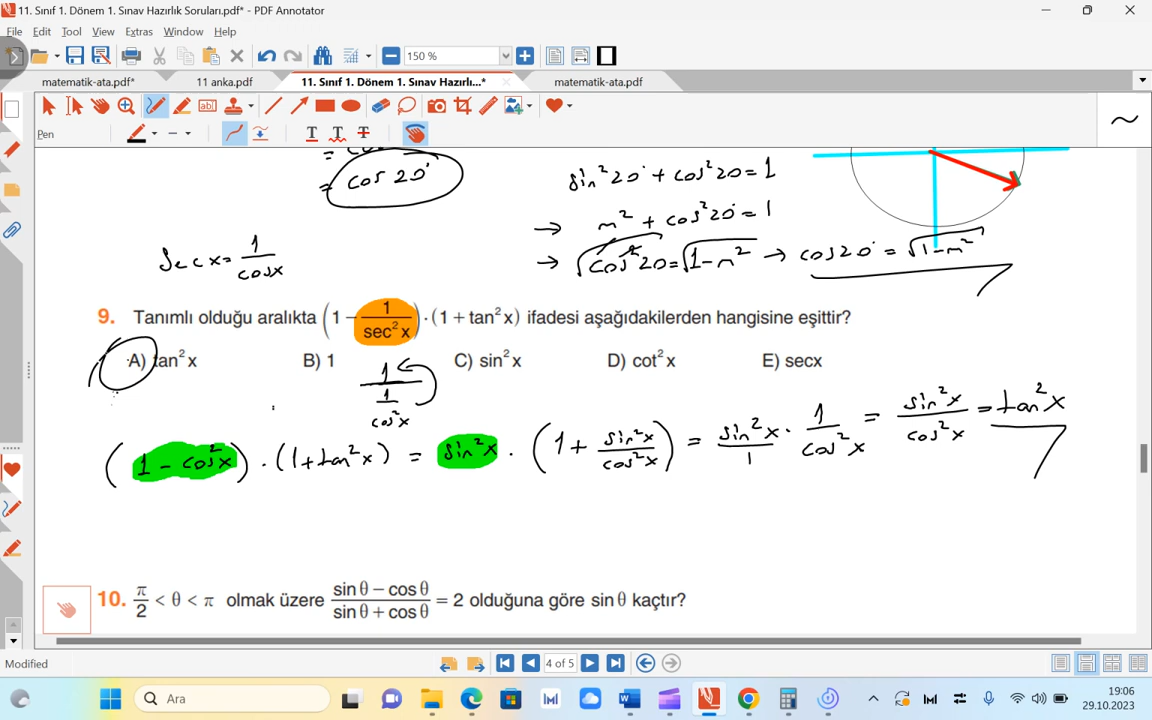 11. Sınıf 1. Dönem 1. Sınav Hazırlık Soruları.pdf* - PDF Annotator
File Edit Tool View Extras Window Help
150 %
matematik-ata.pdf* 11 anka.pdf 11. Sınıf 1. Dönem 1. Sınav Hazırlı...* matematik-ata.pdf
Pen
= cos 20°
sin²20° + cos²20 = 1
→ m² + cos²20° = 1
→ √cos²20 = √1-m² → cos20° = √1-m²
sec x = 1/cosx
9. Tanımlı olduğu aralıkta (1 - 1/sec²x) · (1 + tan²x) ifadesi aşağıdakilerden hangisine eşittir?
A) tan²x B) 1 C) sin²x D) cot²x E) secx
1/(1/cos²x)
(1 - cos²x) · (1 + tan²x) = sin²x · (1 + sin²x/cos²x) = sin²x/1 · 1/cos²x = sin²x/cos²x = tan²x
10. π/2 < θ < π olmak üzere (sinθ - cosθ)/(sinθ + cosθ) = 2 olduğuna göre sinθ kaçtır?
Modified 4 of 5
Ara
19:06
29.10.2023